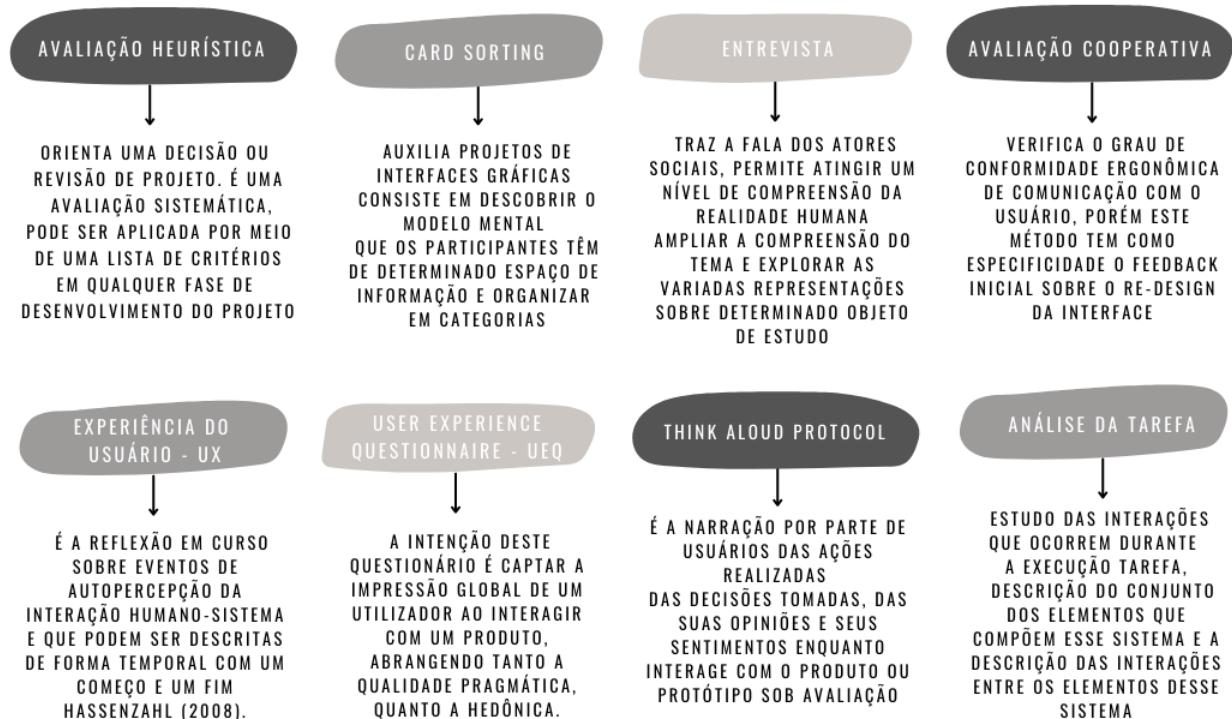 AVALIAÇÃO HEURÍSTICA
ORIENTA UMA DECISÃO OU
REVISÃO DE PROJETO. É UMA
AVALIAÇÃO SISTEMÁTICA,
PODE SER APLICADA POR MEIO
DE UMA LISTA DE CRITÉRIOS
EM QUALQUER FASE DE
DESENVOLVIMENTO DO PROJETO
CARD SORTING
AUXILIA PROJETOS DE
INTERFACES GRÁFICAS
CONSISTE EM DESCOBRIR O
MODELO MENTAL
QUE OS PARTICIPANTES TÊM
DE DETERMINADO ESPAÇO DE
INFORMAÇÃO E ORGANIZAR
EM CATEGORIAS
ENTREVISTA
TRAZ A FALA DOS ATORES
SOCIAIS, PERMITE ATINGIR UM
NÍVEL DE COMPREENSÃO DA
REALIDADE HUMANA
AMPLIAR A COMPREENSÃO DO
TEMA E EXPLORAR AS
VARIADAS REPRESENTAÇÕES
SOBRE DETERMINADO OBJETO
DE ESTUDO
AVALIAÇÃO COOPERATIVA
VERIFICA O GRAU DE
CONFORMIDADE ERGONÔMICA
DE COMUNICAÇÃO COM O
USUÁRIO, PORÉM ESTE
MÉTODO TEM COMO
ESPECIFICIDADE O FEEDBACK
INICIAL SOBRE O RE-DESIGN
DA INTERFACE
EXPERIÊNCIA DO
USUÁRIO - UX
É A REFLEXÃO EM CURSO
SOBRE EVENTOS DE
AUTOPERCEPÇÃO DA
INTERAÇÃO HUMANO-SISTEMA
E QUE PODEM SER DESCRITAS
DE FORMA TEMPORAL COM UM
COMEÇO E UM FIM
HASSENZAHL (2008).
USER EXPERIENCE
QUESTIONNAIRE - UEQ
A INTENÇÃO DESTE
QUESTIONÁRIO É CAPTAR A
IMPRESSÃO GLOBAL DE UM
UTILIZADOR AO INTERAGIR
COM UM PRODUTO,
ABRANGENDO TANTO A
QUALIDADE PRAGMÁTICA,
QUANTO A HEDÔNICA.
THINK ALOUD PROTOCOL
É A NARRAÇÃO POR PARTE DE
USUÁRIOS DAS AÇÕES
REALIZADAS
DAS DECISÕES TOMADAS, DAS
SUAS OPINIÕES E SEUS
SENTIMENTOS ENQUANTO
INTERAGE COM O PRODUTO OU
PROTÓTIPO SOB AVALIAÇÃO
ANÁLISE DA TAREFA
ESTUDO DAS INTERAÇÕES
QUE OCORREM DURANTE
A EXECUÇÃO TAREFA,
DESCRIÇÃO DO CONJUNTO
DOS ELEMENTOS QUE
COMPÕEM ESSE SISTEMA E A
DESCRIÇÃO DAS INTERAÇÕES
ENTRE OS ELEMENTOS DESSE
SISTEMA